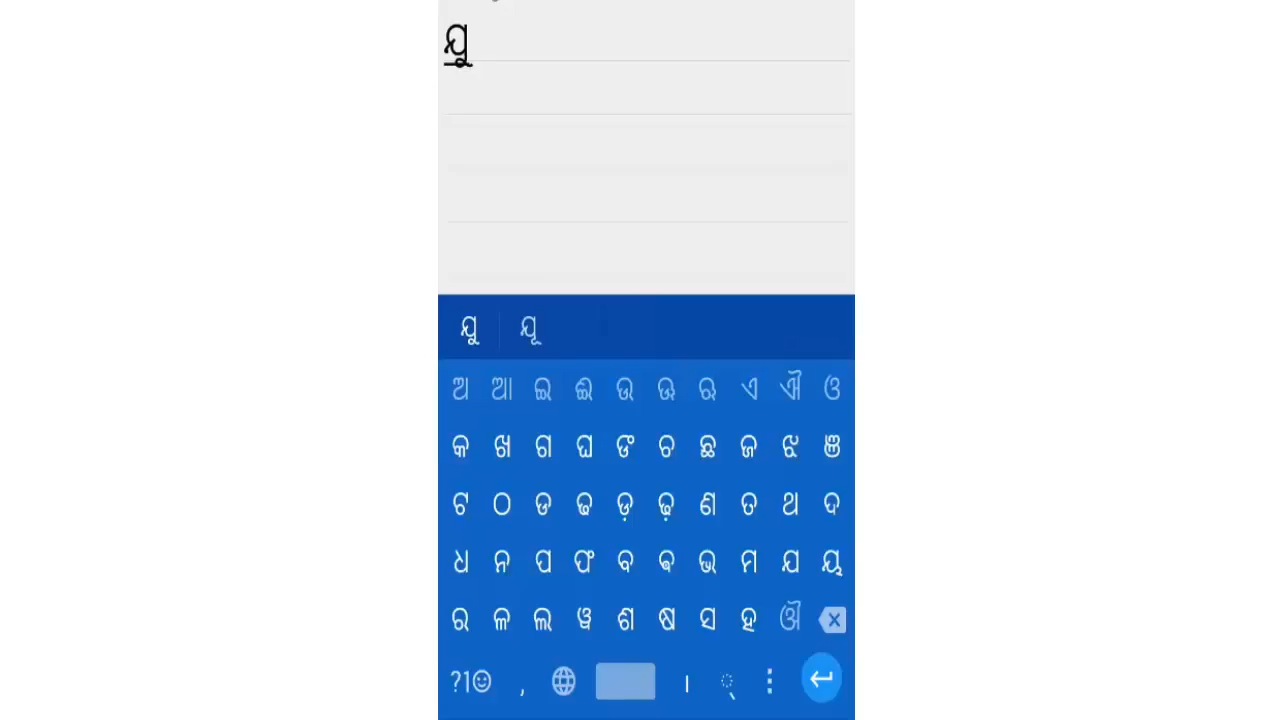 ଯୁ
ଯୁ ଯୂ
ଅ ଆ ଇ ଈ ଉ ଊ ଋ ଏ ଐ ଓ
କ ଖ ଗ ଘ ଙ ଚ ଛ ଜ ଝ ଞ
ଟ ଠ ଡ ଢ ଡ଼ ଢ଼ ଣ ତ ଥ ଦ
ଧ ନ ପ ଫ ବ ଵ ଭ ମ ଯ ୟ
ର ଳ ଲ ୱ ଶ ଷ ସ ହ ଔ
?1☺ , । ୍